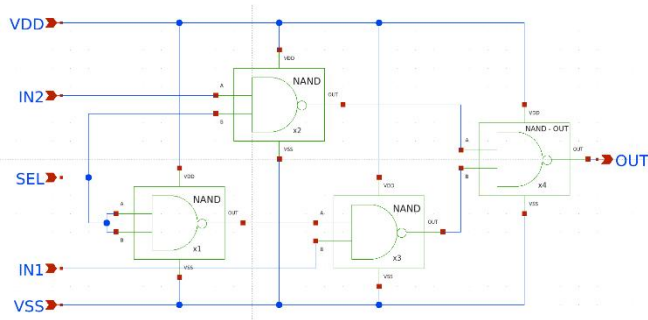 VDD
VDD
NAND
IN2
A
OUT
B
x2
VDD
NAND - OUT
A
OUT
OUT
B
x4
VSS
SEL
VDD
VDD
NAND
NAND
VSS
A
OUT
A
B
B
OUT
x1
x3
IN1
VSS
VSS
VSS